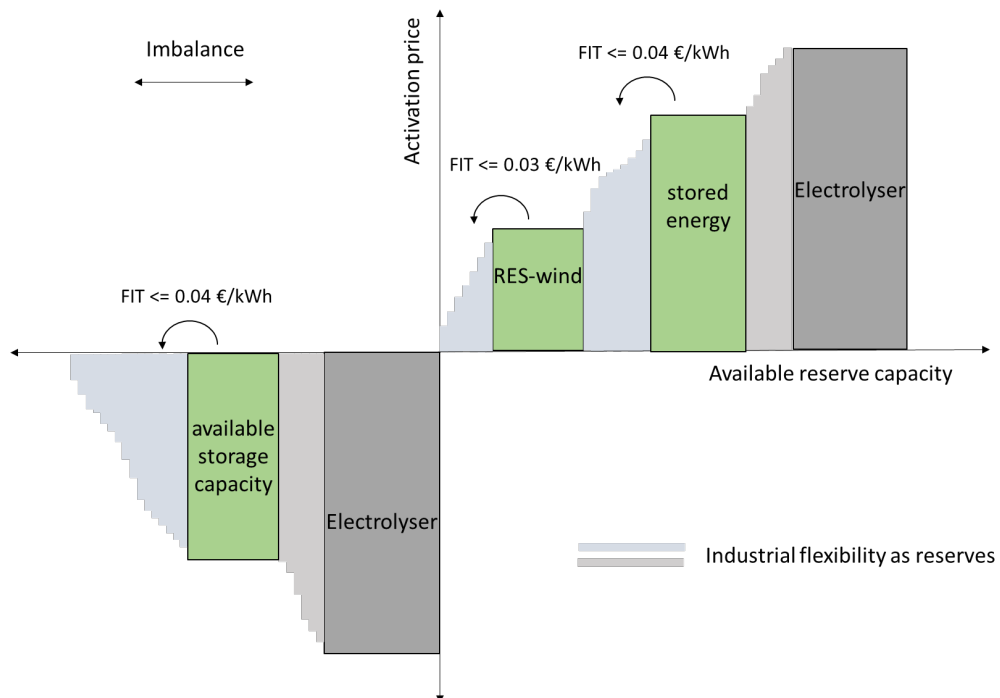 Imbalance
Activation price
FIT <= 0.04 €/kWh
FIT <= 0.03 €/kWh
stored
energy
Electrolyser
RES-wind
FIT <= 0.04 €/kWh
Available reserve capacity
available
storage
capacity
Electrolyser
Industrial flexibility as reserves